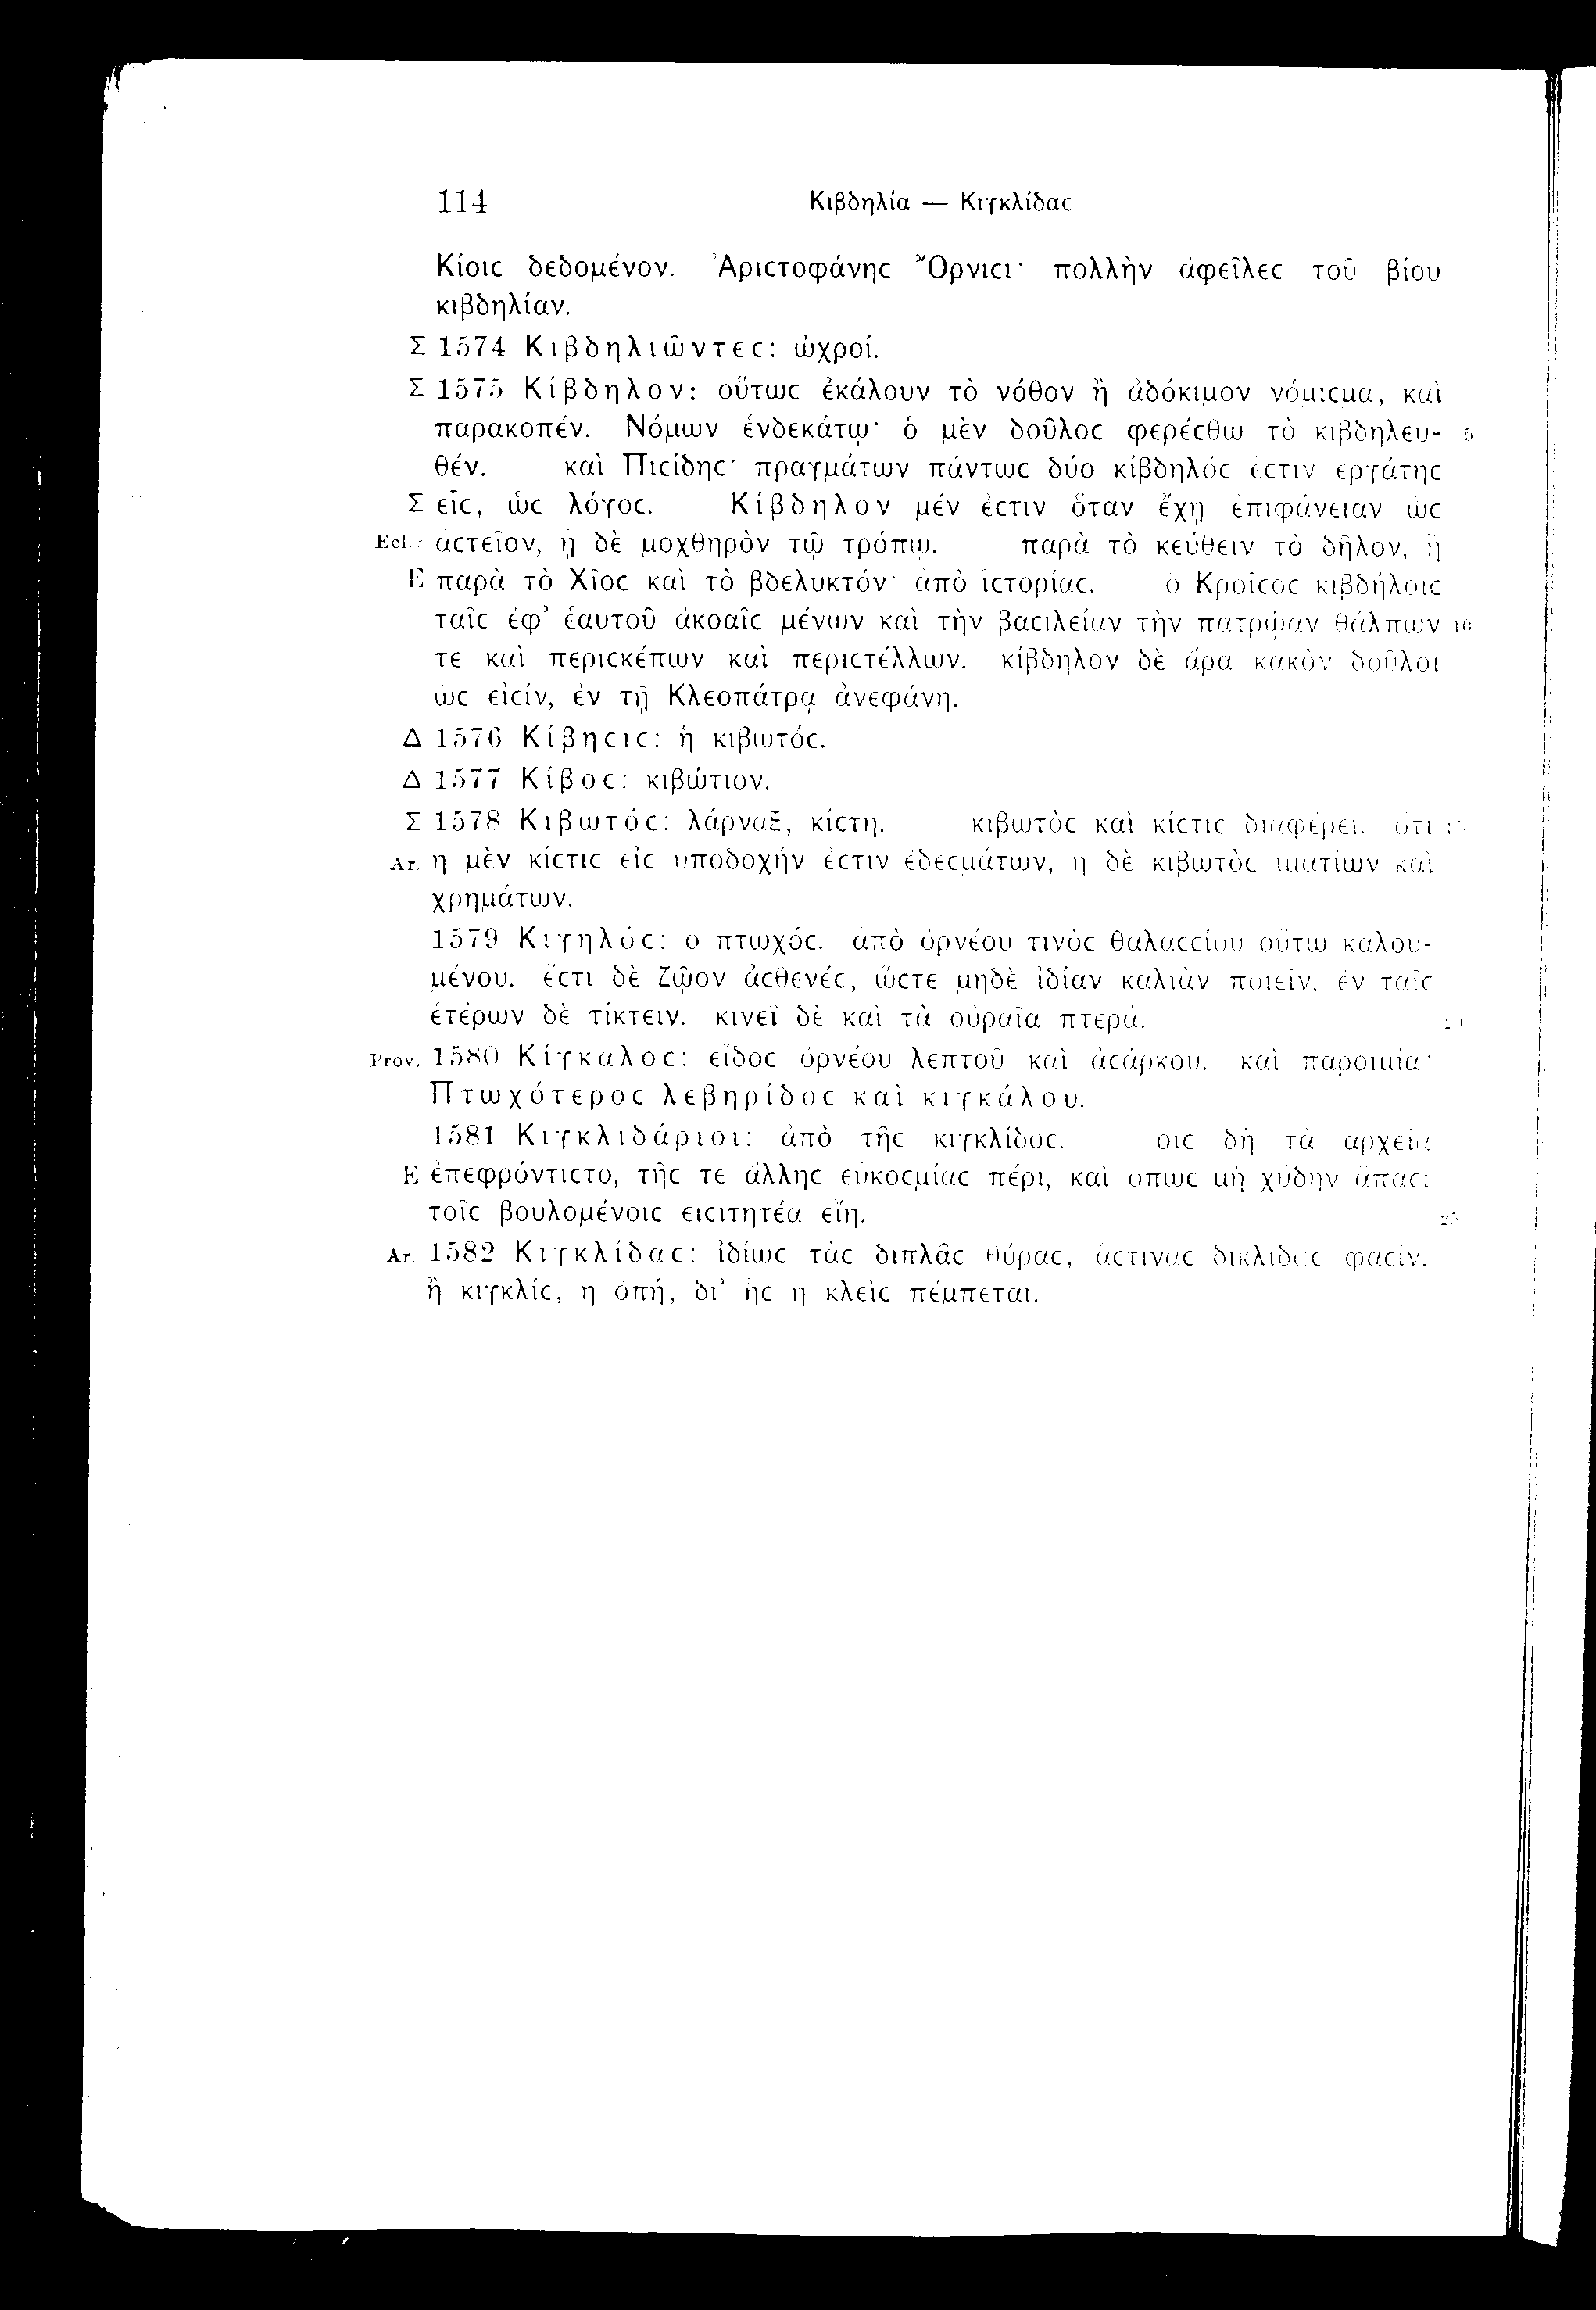 114 Κιβδηλία — Κιγκλίδαϲ
Κίοιϲ δεδομένον. Ἀριϲτοφάνηϲ Ὄρνιϲι· πολλὴν ἀφεῖλεϲ τοῦ βίου
κιβδηλίαν.
Σ 1574 Κιβδηλιῶντεϲ: ὠχροί.
Σ 1575 Κίβδηλον: οὕτωϲ ἐκάλουν τὸ νόθον ἢ ἀδόκιμον νόμιϲμα, καὶ
παρακοπέν. Νόμων ἑνδεκάτῳ· ὁ μὲν δοῦλοϲ φερέϲθω τὸ κιβδηλευ- 5
θέν. καὶ Πιϲίδηϲ· πραγμάτων πάντωϲ δύο κίβδηλόϲ ἐϲτιν ἐργάτηϲ
Σ εἷϲ, ὡϲ λόγοϲ. Κίβδηλον μέν ἐϲτιν ὅταν ἔχῃ ἐπιφάνειαν ὡϲ
Ecl. ἀϲτεῖον, ᾖ δὲ μοχθηρὸν τῷ τρόπῳ. παρὰ τὸ κεύθειν τὸ δῆλον, ἢ
E παρὰ τὸ Χῖοϲ καὶ τὸ βδελυκτόν· ἀπὸ ἱϲτορίαϲ. ὁ Κροῖϲοϲ κιβδήλοιϲ
ταῖϲ ἐφ’ ἑαυτοῦ ἀκοαῖϲ μένων καὶ τὴν βαϲιλείαν τὴν πατρῴαν θάλπων 10
τε καὶ περιϲκέπων καὶ περιϲτέλλων. κίβδηλον δὲ ἄρα κακὸν δοῦλοι
ὡϲ εἰϲίν, ἐν τῇ Κλεοπάτρᾳ ἀνεφάνη.
Δ 1576 Κίβηϲιϲ: ἡ κιβωτόϲ.
Δ 1577 Κίβοϲ: κιβώτιον.
Σ 1578 Κιβωτόϲ: λάρναξ, κίϲτη. κιβωτὸϲ καὶ κίϲτιϲ διαφέρει. ὅτι 15
Ar. ἡ μὲν κίϲτιϲ εἰϲ ὑποδοχήν ἐϲτιν ἐδεϲμάτων, ἡ δὲ κιβωτὸϲ ἱματίων καὶ
χρημάτων.
1579 Κιγηλόϲ: ὁ πτωχόϲ. ἀπὸ ὀρνέου τινὸϲ θαλαϲϲίου οὕτω καλου-
μένου. ἔϲτι δὲ ζῷον ἀϲθενέϲ, ὥϲτε μηδὲ ἰδίαν καλιὰν ποιεῖν, ἐν ταῖϲ
ἑτέρων δὲ τίκτειν. κινεῖ δὲ καὶ τὰ οὐραῖα πτερά. 20
Prov. 1580 Κίγκαλοϲ: εἶδοϲ ὀρνέου λεπτοῦ καὶ ἀϲάρκου. καὶ παροιμία·
Πτωχότεροϲ λεβηρίδοϲ καὶ κιγκάλου.
1581 Κιγκλιδάριοι: ἀπὸ τῆϲ κιγκλίδοϲ. οἷϲ δὴ τὰ ἀρχεῖα
E ἐπεφρόντιϲτο, τῆϲ τε ἄλληϲ εὐκοϲμίαϲ πέρι, καὶ ὅπωϲ μὴ χύδην ἅπαϲι
τοῖϲ βουλομένοιϲ εἰϲιτητέα εἴη. 25
Ar. 1582 Κιγκλίδαϲ: ἰδίωϲ τὰϲ διπλᾶϲ θύραϲ, ἅϲτιναϲ δικλίδαϲ φαϲίν.
ἢ κιγκλίϲ, ἡ ὀπή, δι’ ἧϲ ἡ κλεὶϲ πέμπεται.